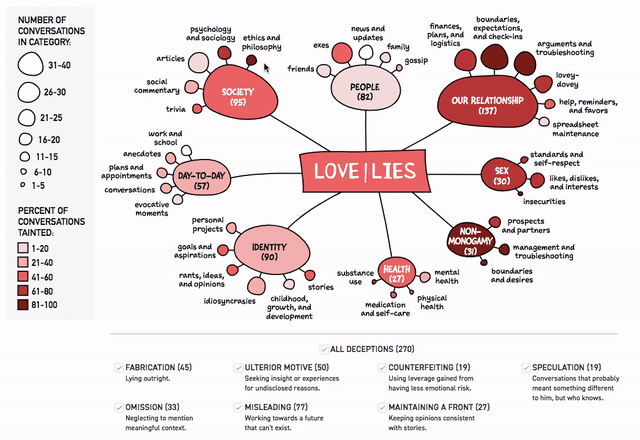 NUMBER OF
CONVERSATIONS
IN CATEGORY:
31-40
26-30
21-25
16-20
11-15
6-10
1-5
PERCENT OF
CONVERSATIONS
TAINTED:
1-20
21-40
41-60
61-80
81-100
LOVE|LIES
SOCIETY
(95)
articles
psychology
and sociology
ethics and
philosophy
social
commentary
trivia
PEOPLE
(82)
friends
exes
news and
updates
family
gossip
OUR RELATIONSHIP
(137)
finances,
plans, and
logistics
boundaries,
expectations,
and check-ins
arguments and
troubleshooting
lovey-
dovey
help, reminders,
and favors
spreadsheet
maintenance
DAY-TO-DAY
(57)
work and
school
anecdotes
plans and
appointments
conversations
evocative
moments
SEX
(30)
standards and
self-respect
likes, dislikes,
and interests
insecurities
IDENTITY
(90)
personal
projects
goals and
aspirations
rants, ideas,
and opinions
idiosyncrasies
childhood,
growth, and
development
stories
HEALTH
(27)
substance
use
medication
and self-care
physical
health
mental
health
NON-
MONOGAMY
(31)
prospects
and partners
management and
troubleshooting
boundaries
and desires
ALL DECEPTIONS (270)
FABRICATION (45)
Lying outright.
ULTERIOR MOTIVE (50)
Seeking insight or experiences
for undisclosed reasons.
COUNTERFEITING (19)
Using leverage gained from
having less emotional risk.
SPECULATION (19)
Conversations that probably
meant something different
to him, but who knows.
OMISSION (33)
Neglecting to mention
meaningful context.
MISLEADING (77)
Working towards a future
that can't exist.
MAINTAINING A FRONT (27)
Keeping opinions consistent
with stories.